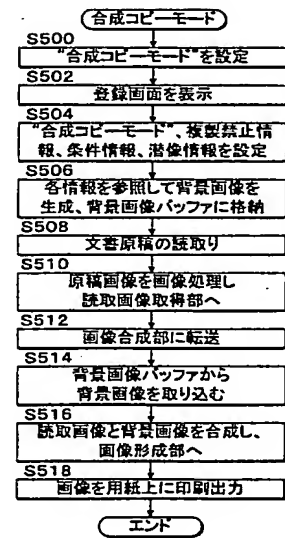 合成コピーモード
S500
“合成コピーモード”を設定
S502
登録画面を表示
S504
“合成コピーモード”、複製禁止情
報、条件情報、潜像情報を設定
S506
各情報を参照して背景画像を
生成、背景画像バッファに格納
S508
文書原稿の読取り
S510
原稿画像を画像処理し
読取画像取得部へ
S512
画像合成部に転送
S514
背景画像バッファから
背景画像を取り込む
S516
読取画像と背景画像を合成し、
画像形成部へ
S518
画像を用紙上に印刷出力
エンド